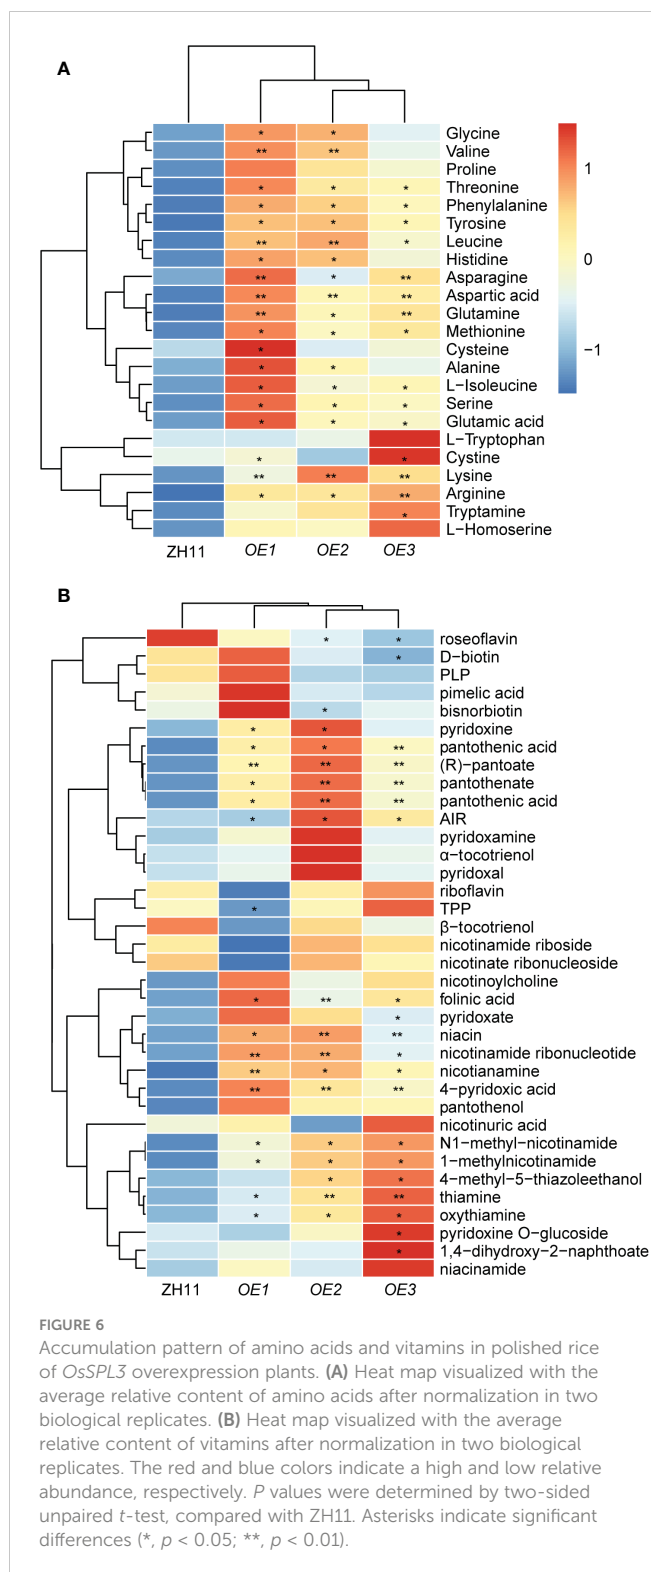 A
Glycine
* *
Valine
** **
Proline
Threonine
* * *
Phenylalanine
* * *
Tyrosine
* * *
Leucine
** ** *
Histidine
* *
Asparagine
** * **
Aspartic acid
** ** **
Glutamine
** * **
Methionine
* * *
Cysteine
*
Alanine
* *
L−Isoleucine
* * *
Serine
* * *
Glutamic acid
* * *
L−Tryptophan
Cystine
* *
Lysine
** ** **
Arginine
* * **
Tryptamine
*
L−Homoserine
1
0
−1
ZH11 OE1 OE2 OE3
B
roseoflavin
* *
D−biotin
*
PLP
pimelic acid
bisnorbiotin
*
pyridoxine
* *
pantothenic acid
* * **
(R)−pantoate
** ** **
pantothenate
* ** **
pantothenic acid
* ** **
AIR
* * *
pyridoxamine
α−tocotrienol
pyridoxal
riboflavin
TPP
*
β−tocotrienol
nicotinamide riboside
nicotinate ribonucleoside
nicotinoylcholine
folinic acid
* ** *
pyridoxate
*
niacin
* ** **
nicotinamide ribonucleotide
** ** *
nicotianamine
** * *
4−pyridoxic acid
** ** **
pantothenol
nicotinuric acid
N1−methyl−nicotinamide
* * *
1−methylnicotinamide
* * *
4−methyl−5−thiazoleethanol
* *
thiamine
* ** **
oxythiamine
* * *
pyridoxine O−glucoside
*
1,4−dihydroxy−2−naphthoate
*
niacinamide
ZH11 OE1 OE2 OE3
FIGURE 6
Accumulation pattern of amino acids and vitamins in polished rice
of OsSPL3 overexpression plants. (A) Heat map visualized with the
average relative content of amino acids after normalization in two
biological replicates. (B) Heat map visualized with the average
relative content of vitamins after normalization in two biological
replicates. The red and blue colors indicate a high and low relative
abundance, respectively. P values were determined by two-sided
unpaired t-test, compared with ZH11. Asterisks indicate significant
differences (*, p < 0.05; **, p < 0.01).